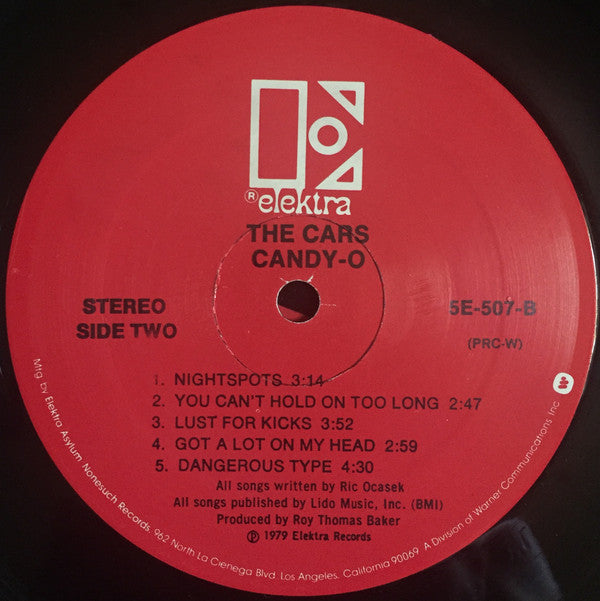 ® elektra
THE CARS
CANDY-O
STEREO
SIDE TWO
5E-507-B
(PRC-W)
1. NIGHTSPOTS 3:14
2. YOU CAN'T HOLD ON TOO LONG 2:47
3. LUST FOR KICKS 3:52
4. GOT A LOT ON MY HEAD 2:59
5. DANGEROUS TYPE 4:30
All songs written by Ric Ocasek
All songs published by Lido Music, Inc. (BMI)
Produced by Roy Thomas Baker
℗ 1979 Elektra Records
Mfg. by Elektra Asylum Nonesuch Records. 962 North La Cienega Blvd. Los Angeles. California 90069 A Division of Warner Communications Inc